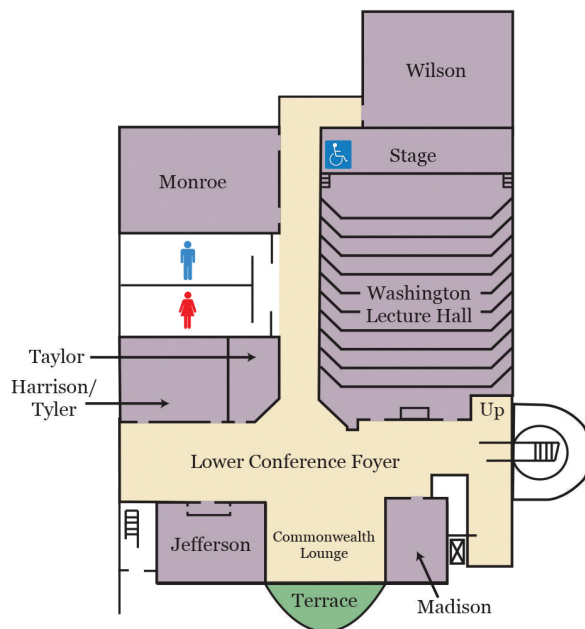 Wilson
Stage
Monroe
Washington
Lecture Hall
Taylor
Harrison/
Tyler
Up
Lower Conference Foyer
Jefferson
Commonwealth
Lounge
Terrace
Madison